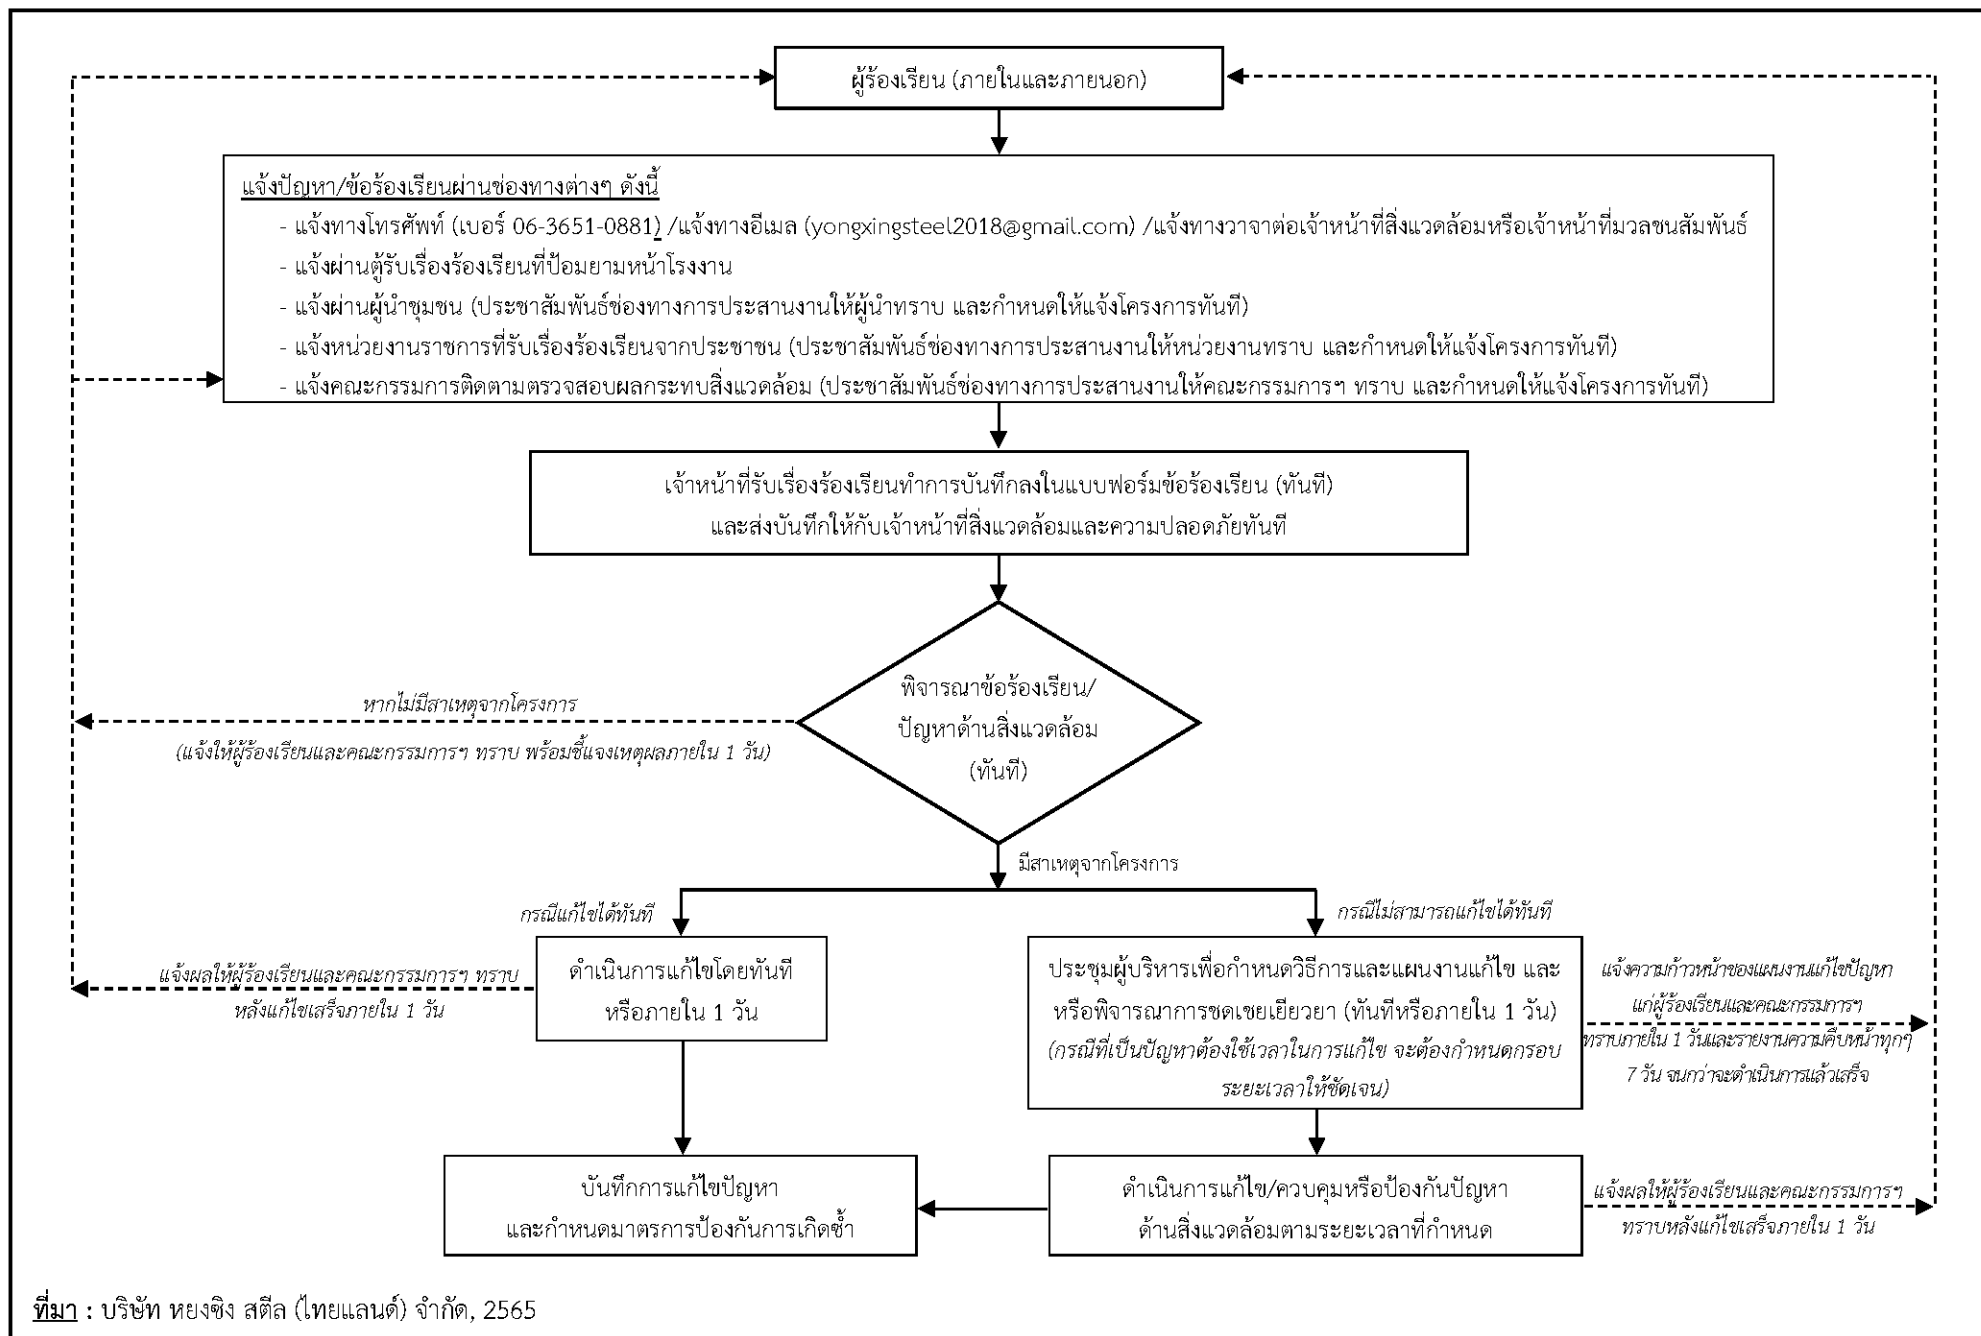 ผู้ร้องเรียน (ภายในและภายนอก)
แจ้งปัญหา/ข้อร้องเรียนผ่านช่องทางต่างๆ ดังนี้
- แจ้งทางโทรศัพท์ (เบอร์ 06-3651-0881) /แจ้งทางอีเมล (yongxingsteel2018@gmail.com) /แจ้งทางวาจาต่อเจ้าหน้าที่สิ่งแวดล้อมหรือเจ้าหน้าที่มวลชนสัมพันธ์
- แจ้งผ่านตู้รับเรื่องร้องเรียนที่ป้อมยามหน้าโรงงาน
- แจ้งผ่านผู้นำชุมชน (ประชาสัมพันธ์ช่องทางการประสานงานให้ผู้นำทราบ และกำหนดให้แจ้งโครงการทันที)
- แจ้งหน่วยงานราชการที่รับเรื่องร้องเรียนจากประชาชน (ประชาสัมพันธ์ช่องทางการประสานงานให้หน่วยงานทราบ และกำหนดให้แจ้งโครงการทันที)
- แจ้งคณะกรรมการติดตามตรวจสอบผลกระทบสิ่งแวดล้อม (ประชาสัมพันธ์ช่องทางการประสานงานให้คณะกรรมการฯ ทราบ และกำหนดให้แจ้งโครงการทันที)
เจ้าหน้าที่รับเรื่องร้องเรียนทำการบันทึกลงในแบบฟอร์มข้อร้องเรียน (ทันที)
และส่งบันทึกให้กับเจ้าหน้าที่สิ่งแวดล้อมและความปลอดภัยทันที
พิจารณาข้อร้องเรียน/
ปัญหาด้านสิ่งแวดล้อม
(ทันที)
หากไม่มีสาเหตุจากโครงการ
(แจ้งให้ผู้ร้องเรียนและคณะกรรมการฯ ทราบ พร้อมชี้แจงเหตุผลภายใน 1 วัน)
มีสาเหตุจากโครงการ
กรณีแก้ไขได้ทันที
กรณีไม่สามารถแก้ไขได้ทันที
แจ้งผลให้ผู้ร้องเรียนและคณะกรรมการฯ ทราบ
หลังแก้ไขเสร็จภายใน 1 วัน
ดำเนินการแก้ไขโดยทันที
หรือภายใน 1 วัน
ประชุมผู้บริหารเพื่อกำหนดวิธีการและแผนงานแก้ไข และ
หรือพิจารณาการชดเชยเยียวยา (ทันทีหรือภายใน 1 วัน)
(กรณีที่เป็นปัญหาต้องใช้เวลาในการแก้ไข จะต้องกำหนดกรอบ
ระยะเวลาให้ชัดเจน)
แจ้งความก้าวหน้าของแผนงานแก้ไขปัญหา
แก่ผู้ร้องเรียนและคณะกรรมการฯ
ทราบภายใน 1 วันและรายงานความคืบหน้าทุกๆ
7 วัน จนกว่าจะดำเนินการแล้วเสร็จ
บันทึกการแก้ไขปัญหา
และกำหนดมาตรการป้องกันการเกิดซ้ำ
ดำเนินการแก้ไข/ควบคุมหรือป้องกันปัญหา
ด้านสิ่งแวดล้อมตามระยะเวลาที่กำหนด
แจ้งผลให้ผู้ร้องเรียนและคณะกรรมการฯ
ทราบหลังแก้ไขเสร็จภายใน 1 วัน
ที่มา : บริษัท หยงซิง สตีล (ไทยแลนด์) จำกัด, 2565